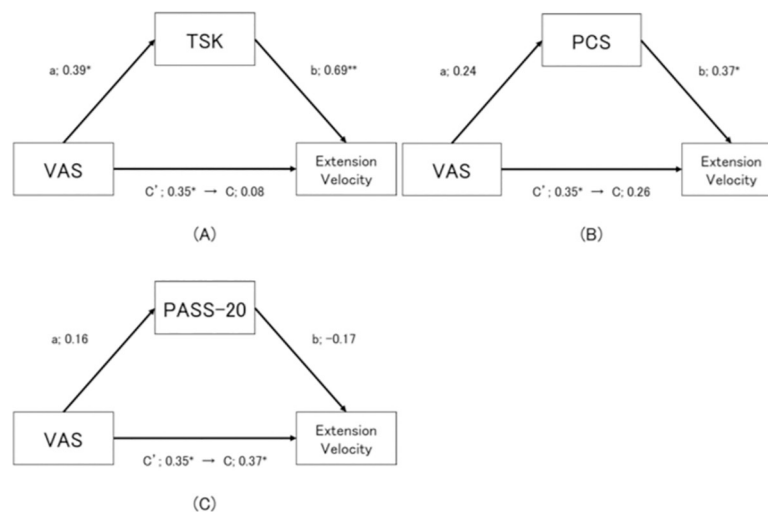 TSK
a; 0.39*
b; 0.69**
VAS
Extension
Velocity
C'; 0.35* → C; 0.08
(A)
PCS
a; 0.24
b; 0.37*
VAS
Extension
Velocity
C'; 0.35* → C; 0.26
(B)
PASS-20
a; 0.16
b; -0.17
VAS
Extension
Velocity
C'; 0.35* → C; 0.37*
(C)